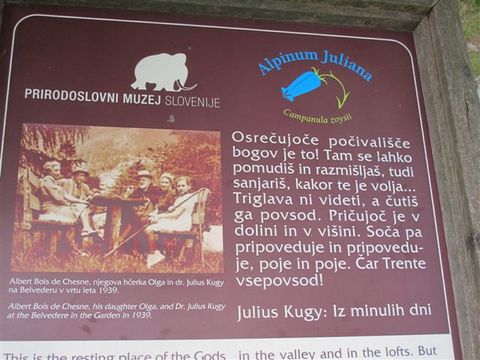 PRIRODOSLOVNI MUZEJ SLOVENIJE
Alpinum Juliana
Campanula zoysii
Albert Bois de Chesne, njegova hčerka Olga in dr. Julius Kugy
na Belvederu v vrtu leta 1939.
Albert Bois de Chesne, his daughter Olga, and Dr. Julius Kugy
at the Belvedere in the Garden in 1939.
Osrečujoče počivališče
bogov je to! Tam se lahko
pomudiš in razmišljaš, tudi
sanjariš, kakor te je volja...
Triglava ni videti, a čutiš
ga povsod. Pričujoč je v
dolini in v višini. Soča pa
pripoveduje in pripovedu-
je, poje in poje. Čar Trente
vsepovsod!
Julius Kugy: Iz minulih dni
This is the resting place of the Gods
in the valley and in the lofts. But